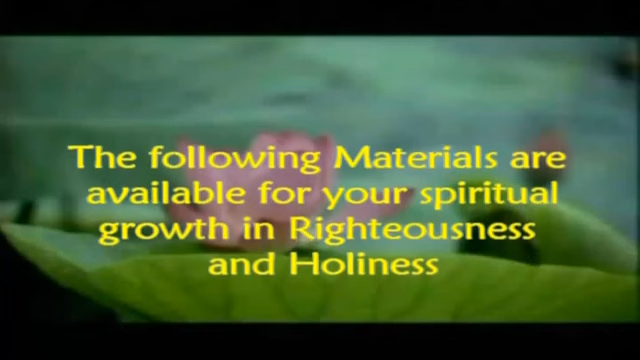 The following Materials are
available for your spiritual
growth in Righteousness
and Holiness